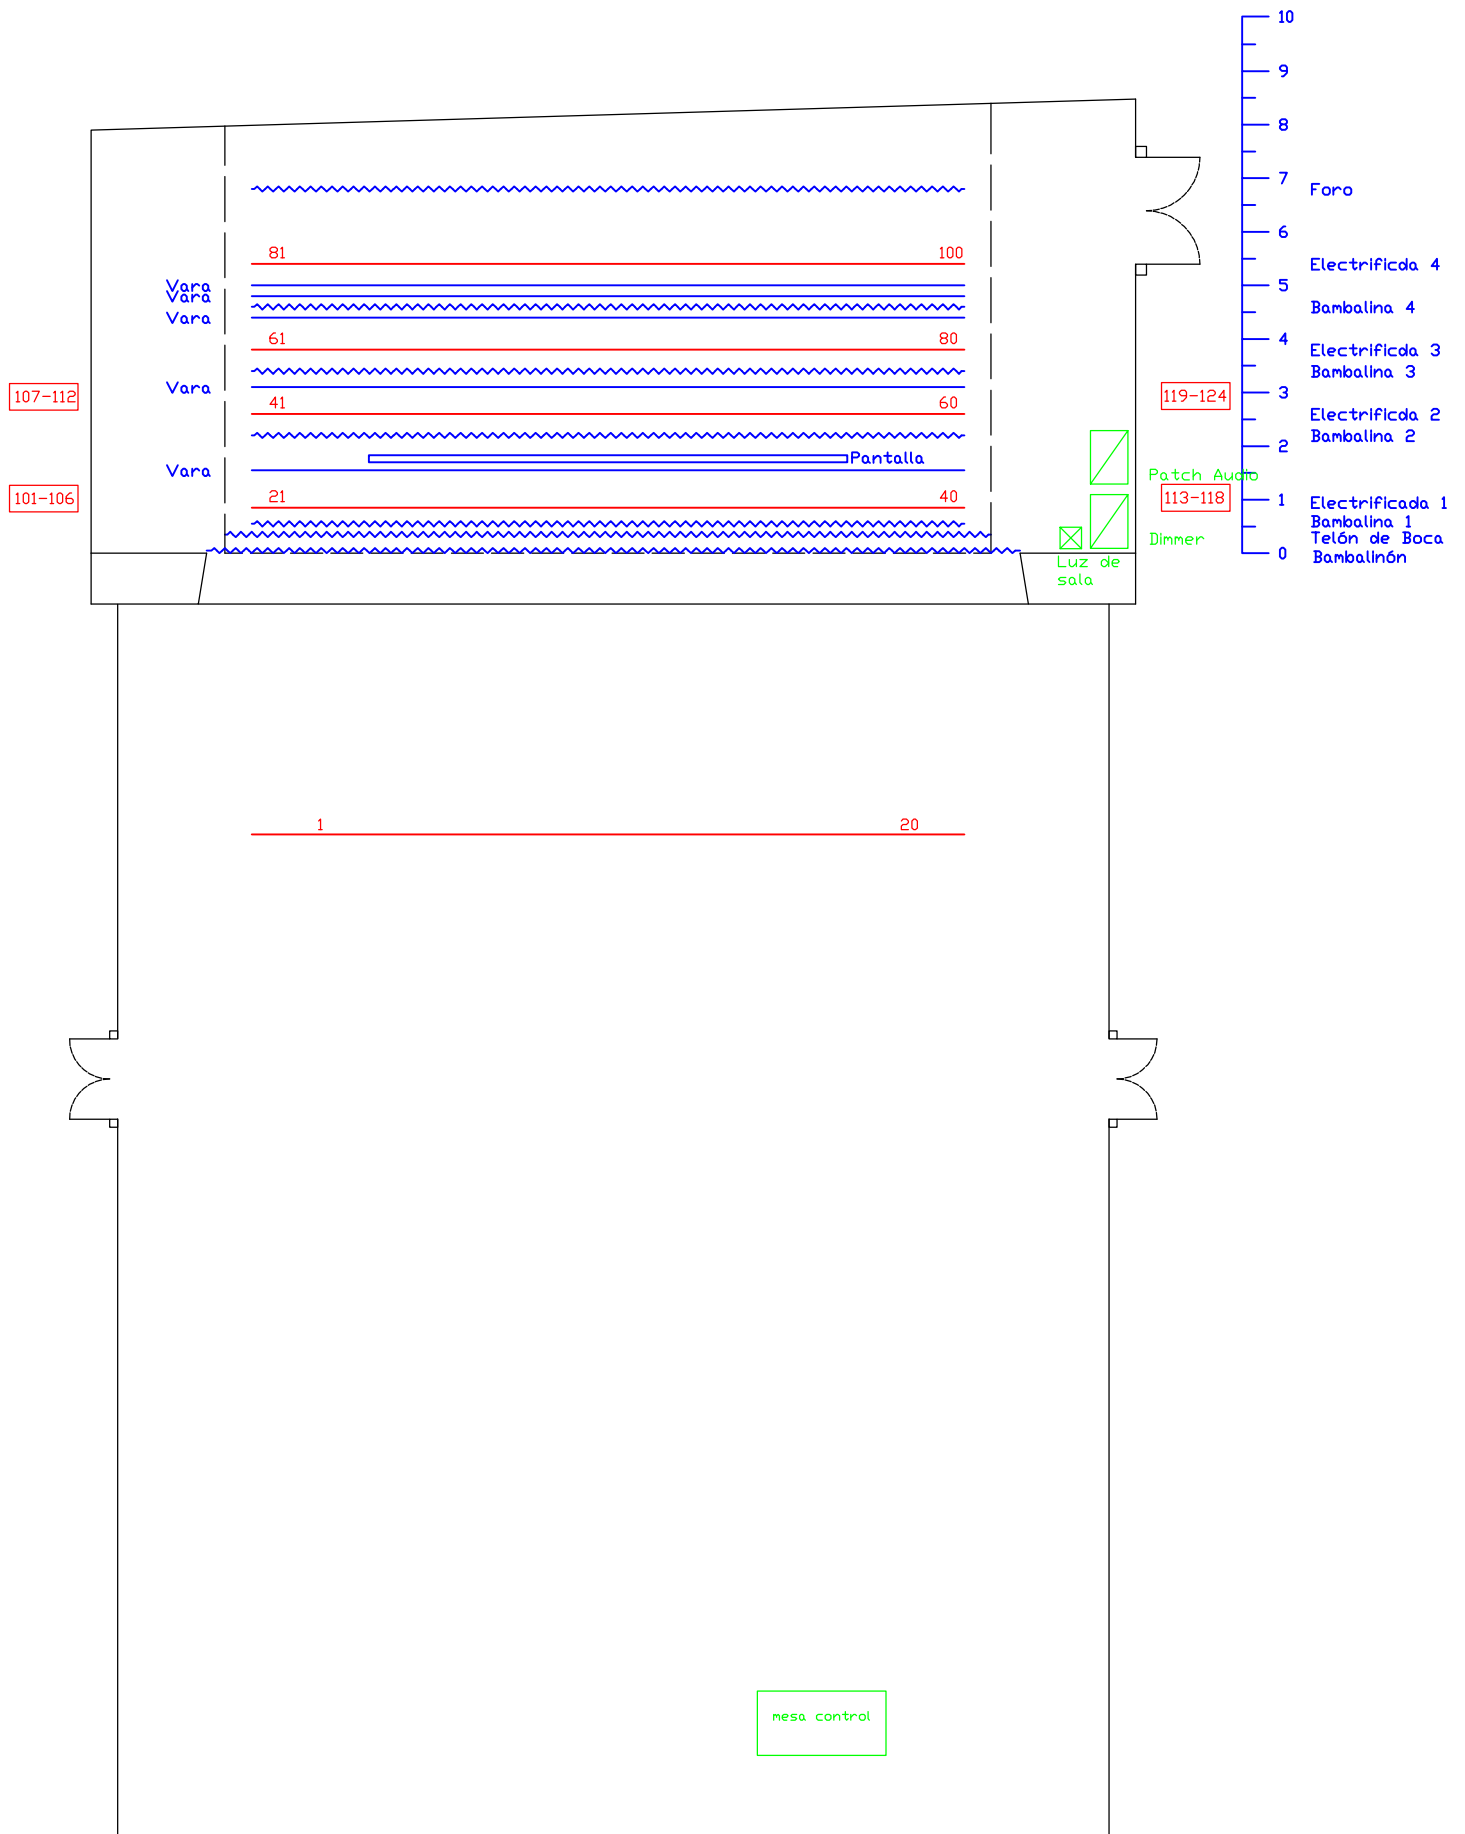 10
9
8
7
Foro
6
81
100
Electrificda 4
Vara
5
Vara
Bambalina 4
Vara
4
61
80
Electrificda 3
Bambalina 3
Vara
3
107-112
119-124
41
60
Electrificda 2
Bambalina 2
2
Pantalla
Vara
Patch Audio
21
40
101-106
113-118
1
Electrificada 1
Bambalina 1
Telón de Boca
Dimmer
0
Bambalinón
Luz de
sala
1
20
mesa control